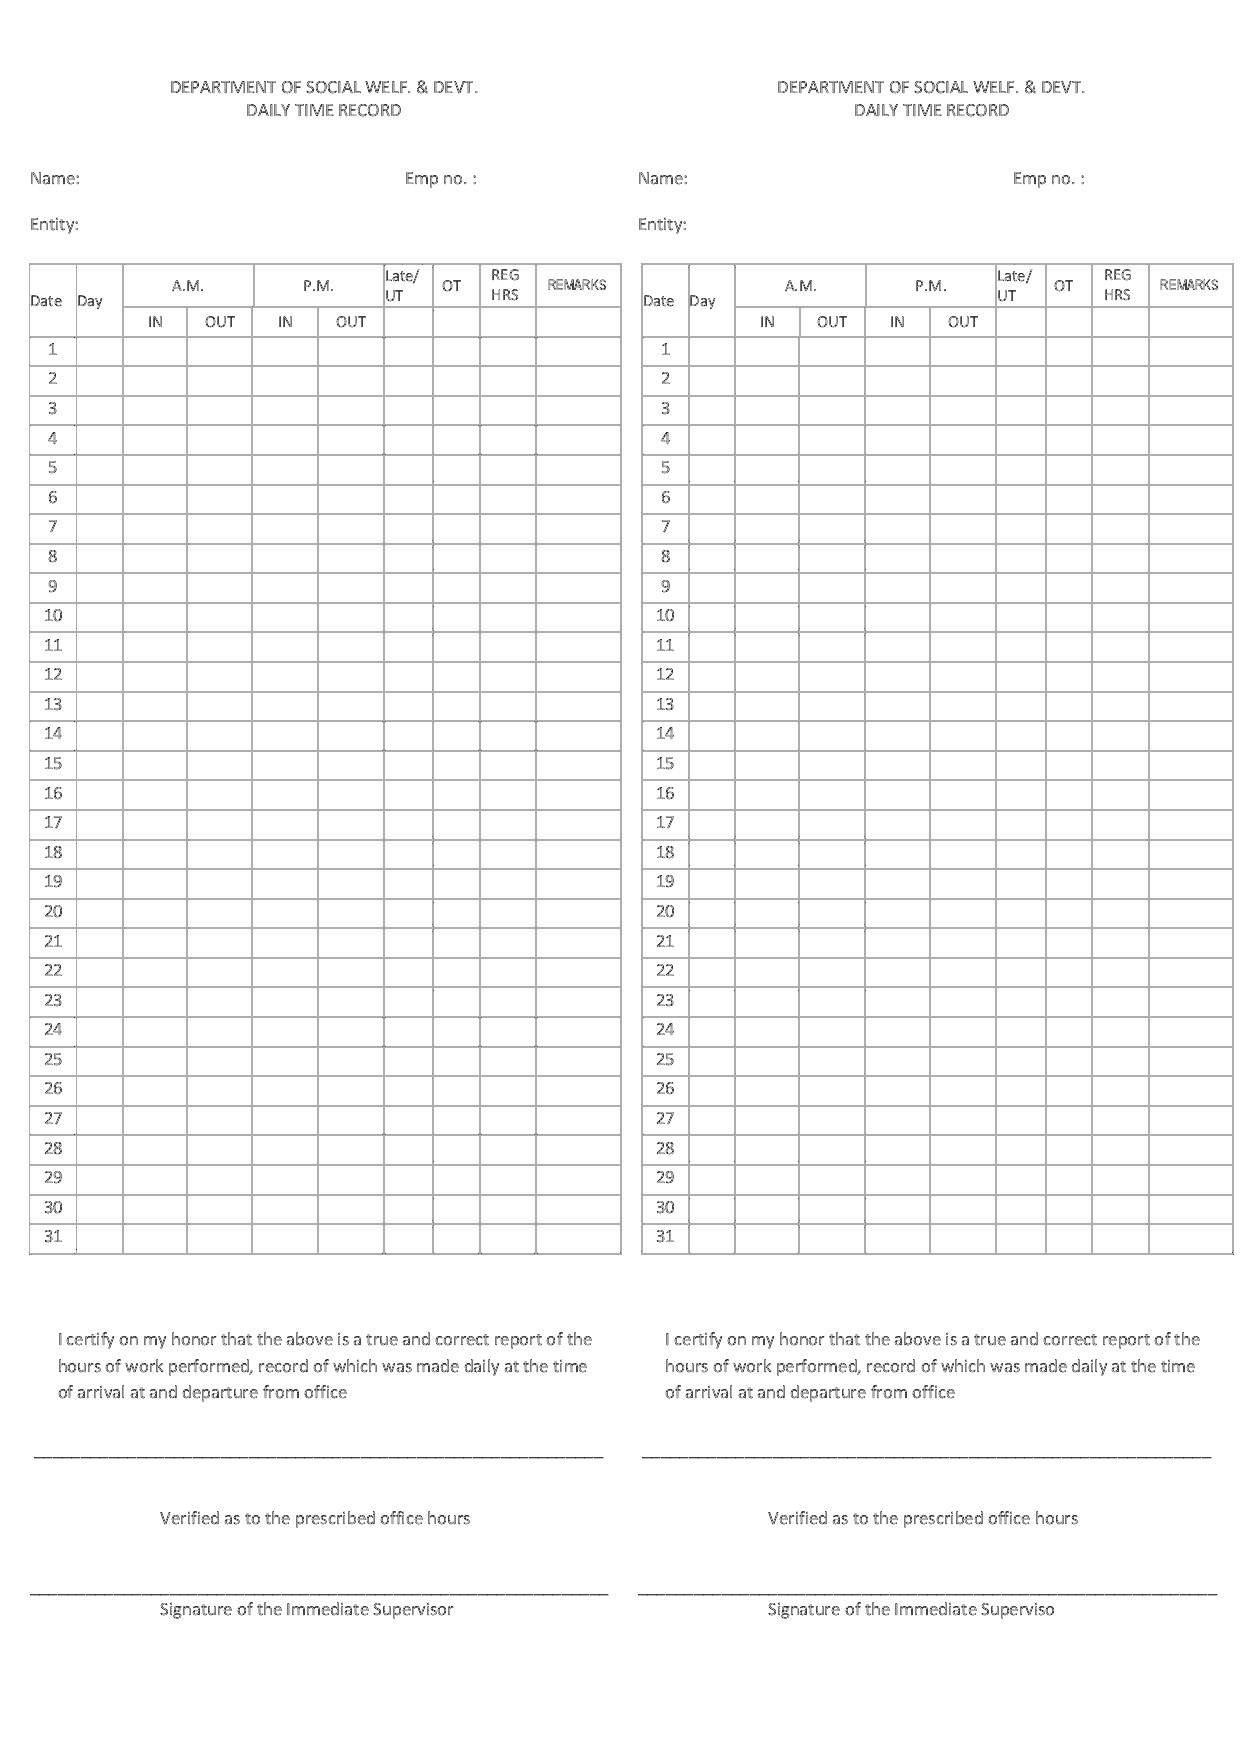 DEPARTMENT OF SOCIAL WELF. & DEVT.
DAILY TIME RECORD
Name: Emp no. :
Entity:
Date Day A.M. P.M. Late/ UT OT REG HRS REMARKS
IN OUT IN OUT
1
2
3
4
5
6
7
8
9
10
11
12
13
14
15
16
17
18
19
20
21
22
23
24
25
26
27
28
29
30
31
I certify on my honor that the above is a true and correct report of the
hours of work performed, record of which was made daily at the time
of arrival at and departure from office
Verified as to the prescribed office hours
Signature of the Immediate Supervisor
DEPARTMENT OF SOCIAL WELF. & DEVT.
DAILY TIME RECORD
Name: Emp no. :
Entity:
Date Day A.M. P.M. Late/ UT OT REG HRS REMARKS
IN OUT IN OUT
1
2
3
4
5
6
7
8
9
10
11
12
13
14
15
16
17
18
19
20
21
22
23
24
25
26
27
28
29
30
31
I certify on my honor that the above is a true and correct report of the
hours of work performed, record of which was made daily at the time
of arrival at and departure from office
Verified as to the prescribed office hours
Signature of the Immediate Superviso